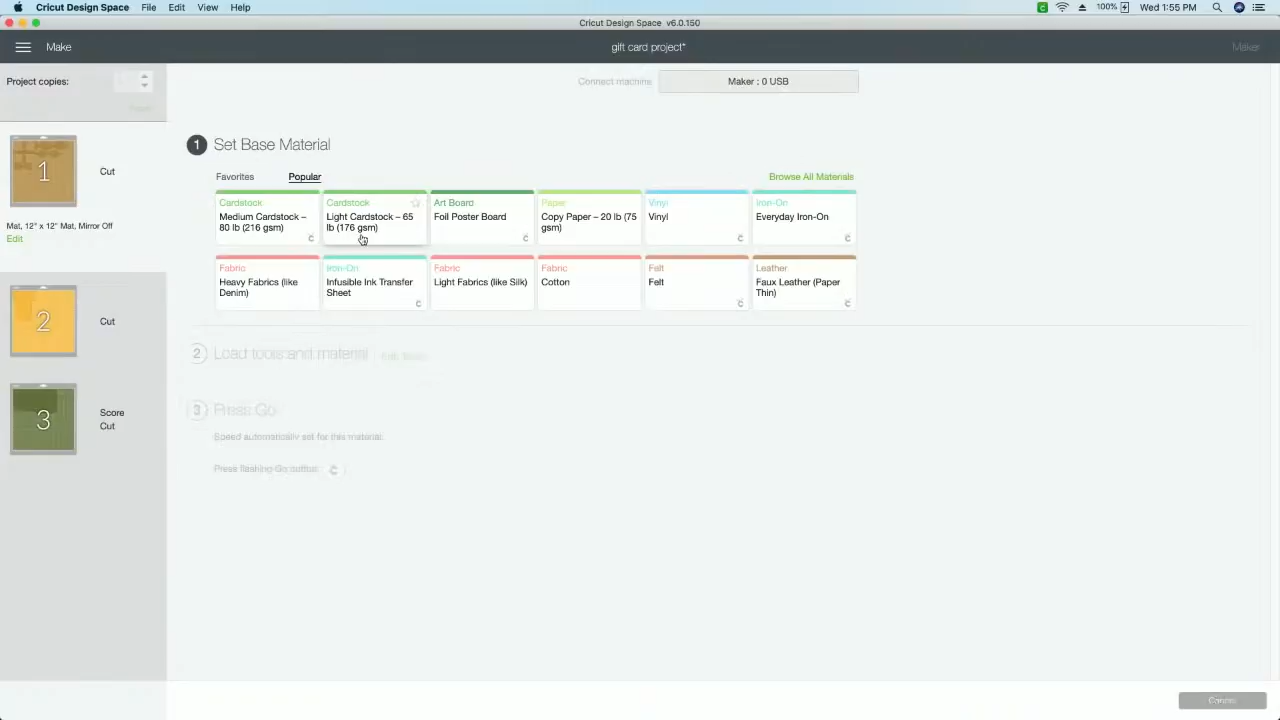 Cricut Design Space File Edit View Help 100% Wed 1:55 PM
Cricut Design Space v6.0.150
Make gift card project* Maker
Project copies:
Connect machine Maker : 0 USB
1 Set Base Material
Favorites Popular Browse All Materials
Cardstock
Medium Cardstock –
80 lb (216 gsm)
Cardstock
Light Cardstock – 65
lb (176 gsm)
Art Board
Foil Poster Board
Paper
Copy Paper – 20 lb (75
gsm)
Vinyl
Vinyl
Iron-On
Everyday Iron-On
Fabric
Heavy Fabrics (like
Denim)
Iron-On
Infusible Ink Transfer
Sheet
Fabric
Light Fabrics (like Silk)
Fabric
Cotton
Felt
Felt
Leather
Faux Leather (Paper
Thin)
1 Cut
Mat, 12" x 12" Mat, Mirror Off
Edit
2 Cut
3 Score
Cut
2 Load tools and material
3 Press Go
Speed automatically set for this material.
Press flashing Go button.
Cancel